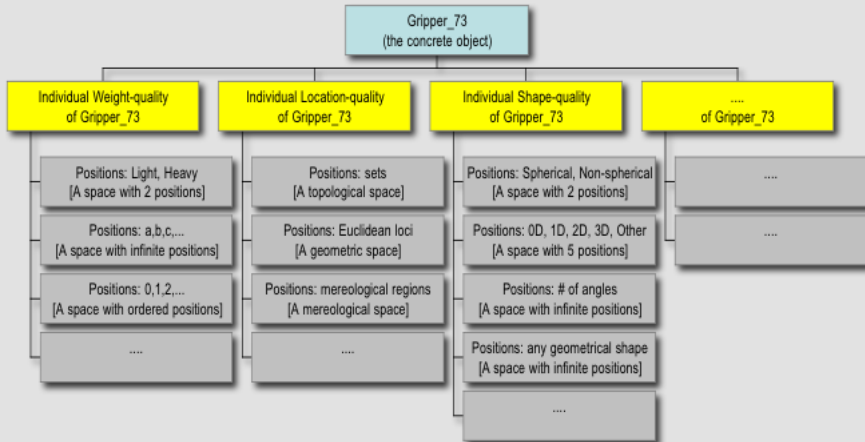 Gripper_73
(the concrete object)
Individual Weight-quality
of Gripper_73
Positions: Light, Heavy
[A space with 2 positions]
Positions: a,b,c,...
[A space with infinite positions]
Positions: 0,1,2,...
[A space with ordered positions]
....
Individual Location-quality
of Gripper_73
Positions: sets
[A topological space]
Positions: Euclidean loci
[A geometric space]
Positions: mereological regions
[A mereological space]
....
Individual Shape-quality
of Gripper_73
Positions: Spherical, Non-spherical
[A space with 2 positions]
Positions: 0D, 1D, 2D, 3D, Other
[A space with 5 positions]
Positions: # of angles
[A space with infinite positions]
Positions: any geometrical shape
[A space with infinite positions]
....
....
of Gripper_73
....
....